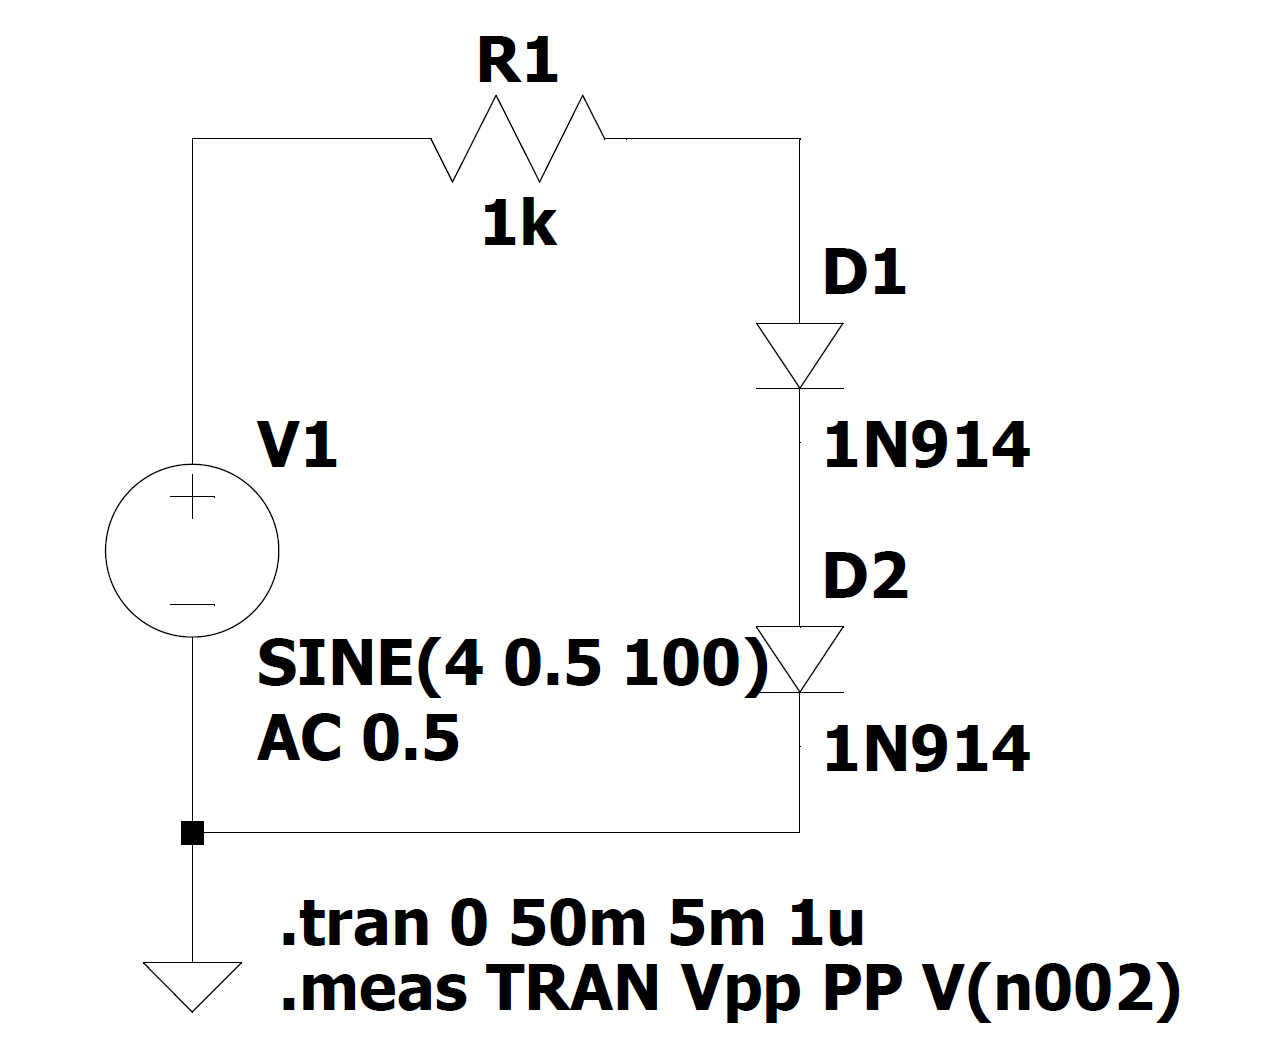 R1
1k
D1
1N914
V1
D2
SINE(4 0.5 100)
AC 0.5
1N914
.tran 0 50m 5m 1u
.meas TRAN Vpp PP V(n002)